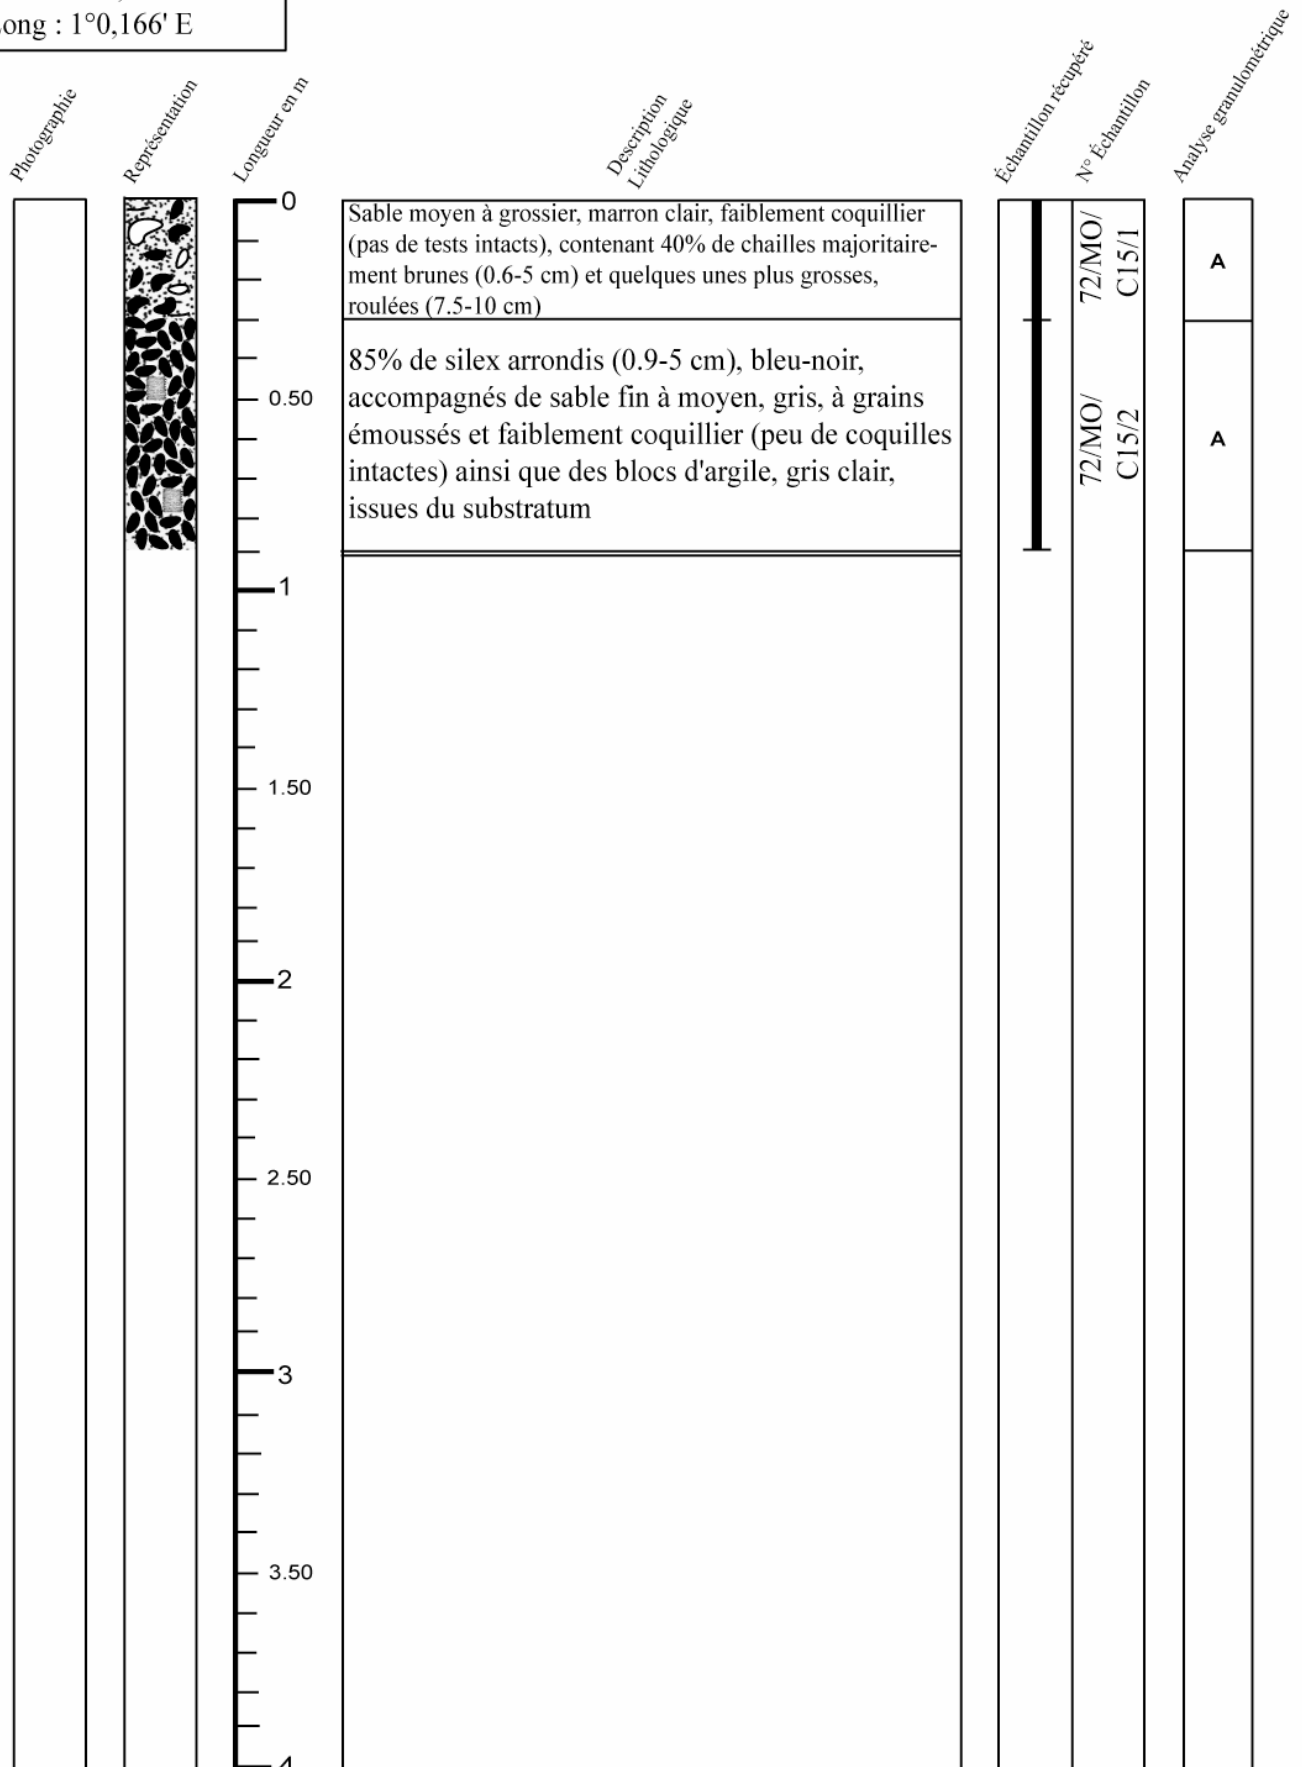 Long : 1°0,166' E
Photographie
Représentation
Longueur en m
Description
Lithologique
Échantillon récupéré
N° Échantillon
Analyse granulométrique
0
Sable moyen à grossier, marron clair, faiblement coquillier
(pas de tests intacts), contenant 40% de chailles majoritaire-
ment brunes (0.6-5 cm) et quelques unes plus grosses,
roulées (7.5-10 cm)
72/MO/
C15/1
A
85% de silex arrondis (0.9-5 cm), bleu-noir,
accompagnés de sable fin à moyen, gris, à grains
émoussés et faiblement coquillier (peu de coquilles
intactes) ainsi que des blocs d'argile, gris clair,
issues du substratum
72/MO/
C15/2
A
0.50
1
1.50
2
2.50
3
3.50
4